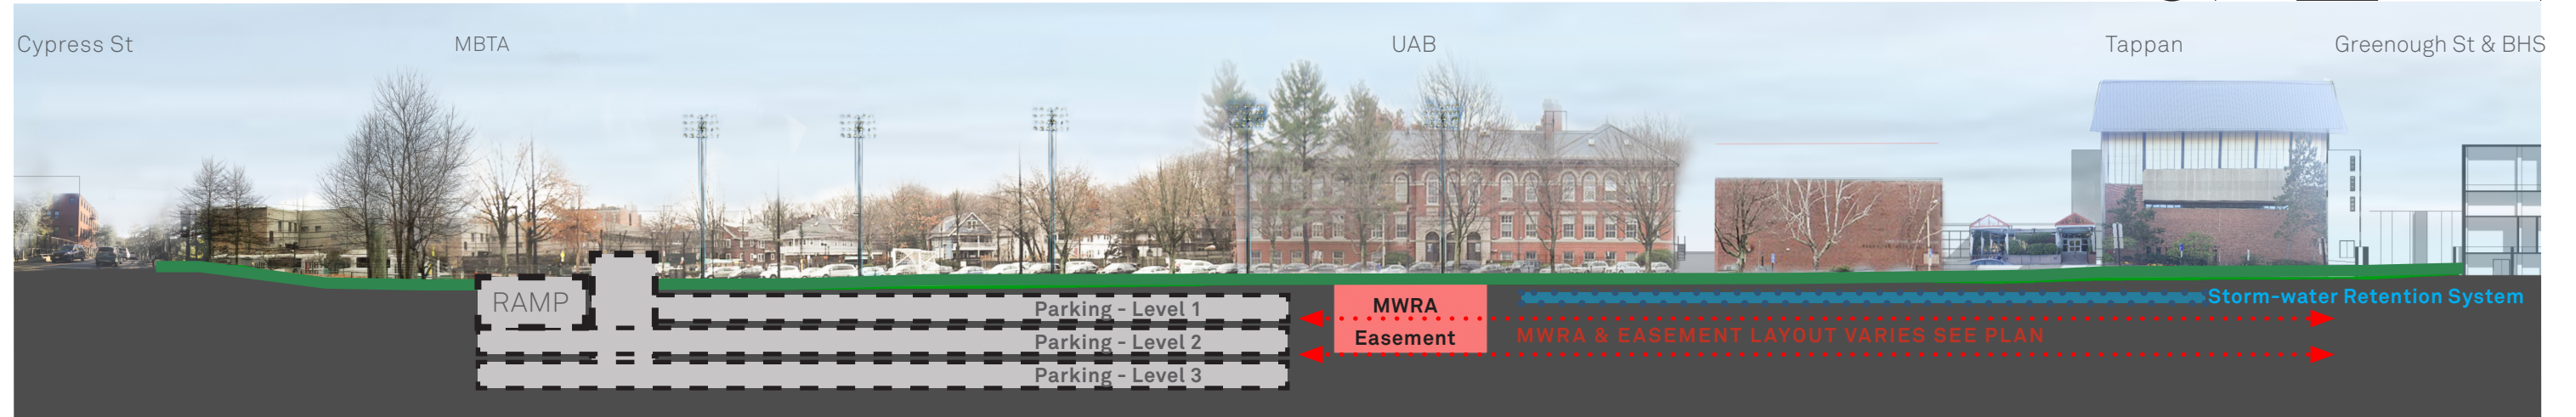 Cypress St
MBTA
UAB
Tappan
Greenough St & BHS
RAMP
Parking - Level 1
Parking - Level 2
Parking - Level 3
MWRA
Easement
Storm-water Retention System
MWRA & EASEMENT LAYOUT VARIES SEE PLAN